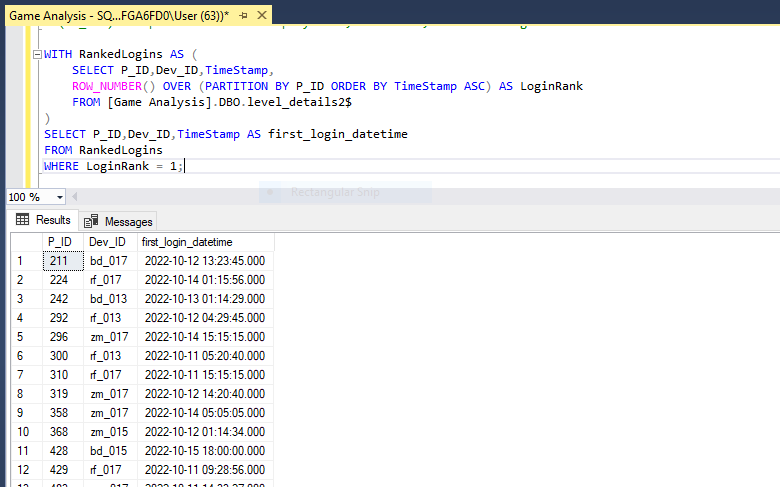 Game Analysis - SQ...FGA6FD0\User (63))*
WITH RankedLogins AS (
SELECT P_ID,Dev_ID,TimeStamp,
ROW_NUMBER() OVER (PARTITION BY P_ID ORDER BY TimeStamp ASC) AS LoginRank
FROM [Game Analysis].DBO.level_details2$
)
SELECT P_ID,Dev_ID,TimeStamp AS first_login_datetime
FROM RankedLogins
WHERE LoginRank = 1;
Rectangular Snip
100 %
Results Messages
P_ID Dev_ID first_login_datetime
1 211 bd_017 2022-10-12 13:23:45.000
2 224 rf_017 2022-10-14 01:15:56.000
3 242 bd_013 2022-10-13 01:14:29.000
4 292 rf_013 2022-10-12 04:29:45.000
5 296 zm_017 2022-10-14 15:15:15.000
6 300 rf_013 2022-10-11 05:20:40.000
7 310 rf_017 2022-10-11 15:15:15.000
8 319 zm_017 2022-10-12 14:20:40.000
9 358 zm_017 2022-10-14 05:05:05.000
10 368 zm_015 2022-10-12 01:14:34.000
11 428 bd_015 2022-10-15 18:00:00.000
12 429 rf_017 2022-10-11 09:28:56.000